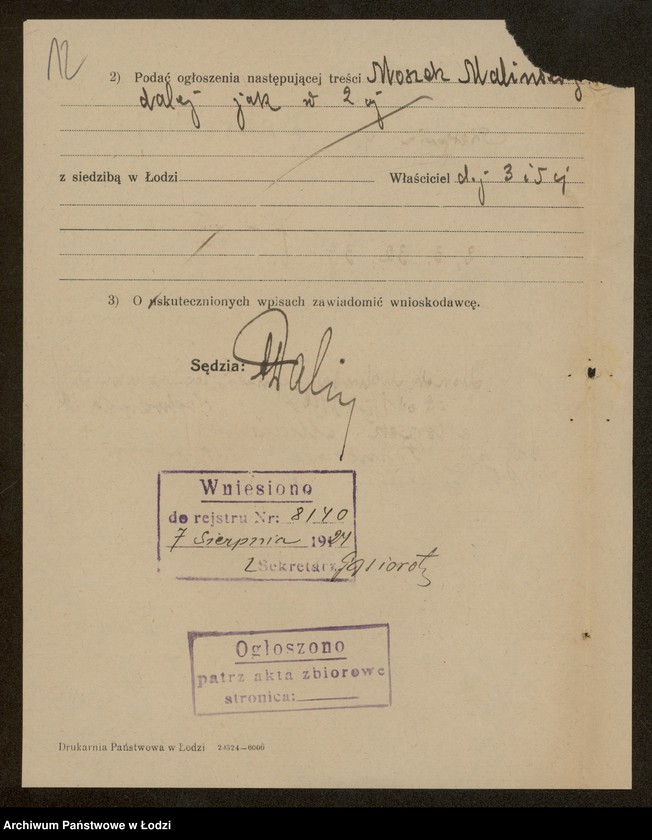 12
2) Podać ogłoszenia następującej treści Moszek
dalej jak w 2 ej
z siedzibą w Łodzi Właściciel d.j 3 i 5 ej
3) O uskutecznionych wpisach zawiadomić wnioskodawcę.
Sędzia:
Wniesiono
do rejstru Nr: 8140
7 Sierpnia 1924
Sekretarz
Ogłoszono
patrz akta zbiorowe
stronica:
Drukarnia Państwowa w Łodzi
Archiwum Państwowe w Łodzi